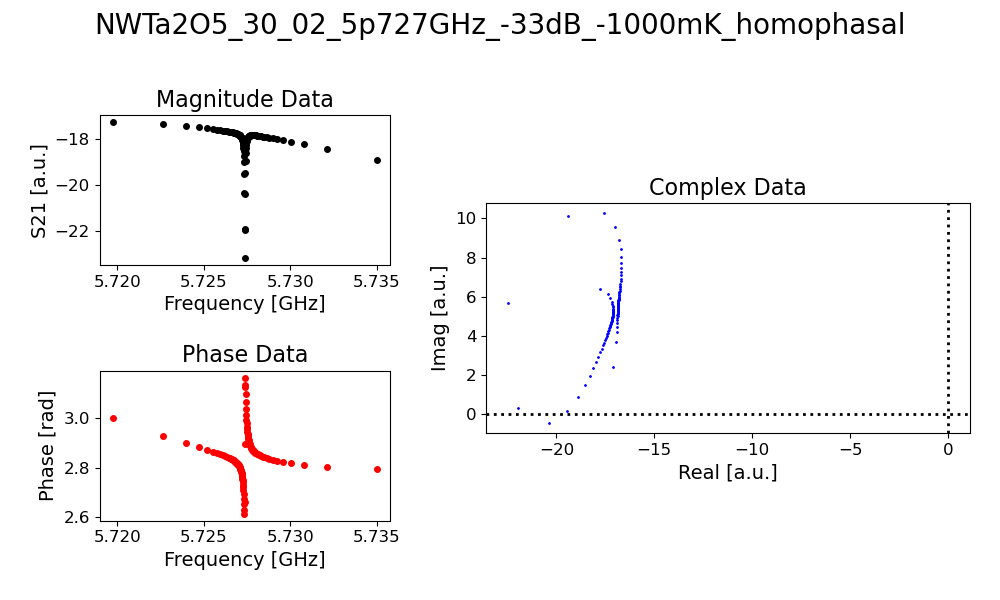 NWTa2O5_30_02_5p727GHz_-33dB_-1000mK_homophasal
Magnitude Data
S21 [a.u.]
−18
−20
−22
5.720 5.725 5.730 5.735
Frequency [GHz]
Phase Data
Phase [rad]
3.0
2.8
2.6
5.720 5.725 5.730 5.735
Frequency [GHz]
Complex Data
Imag [a.u.]
10
8
6
4
2
0
−20 −15 −10 −5 0
Real [a.u.]